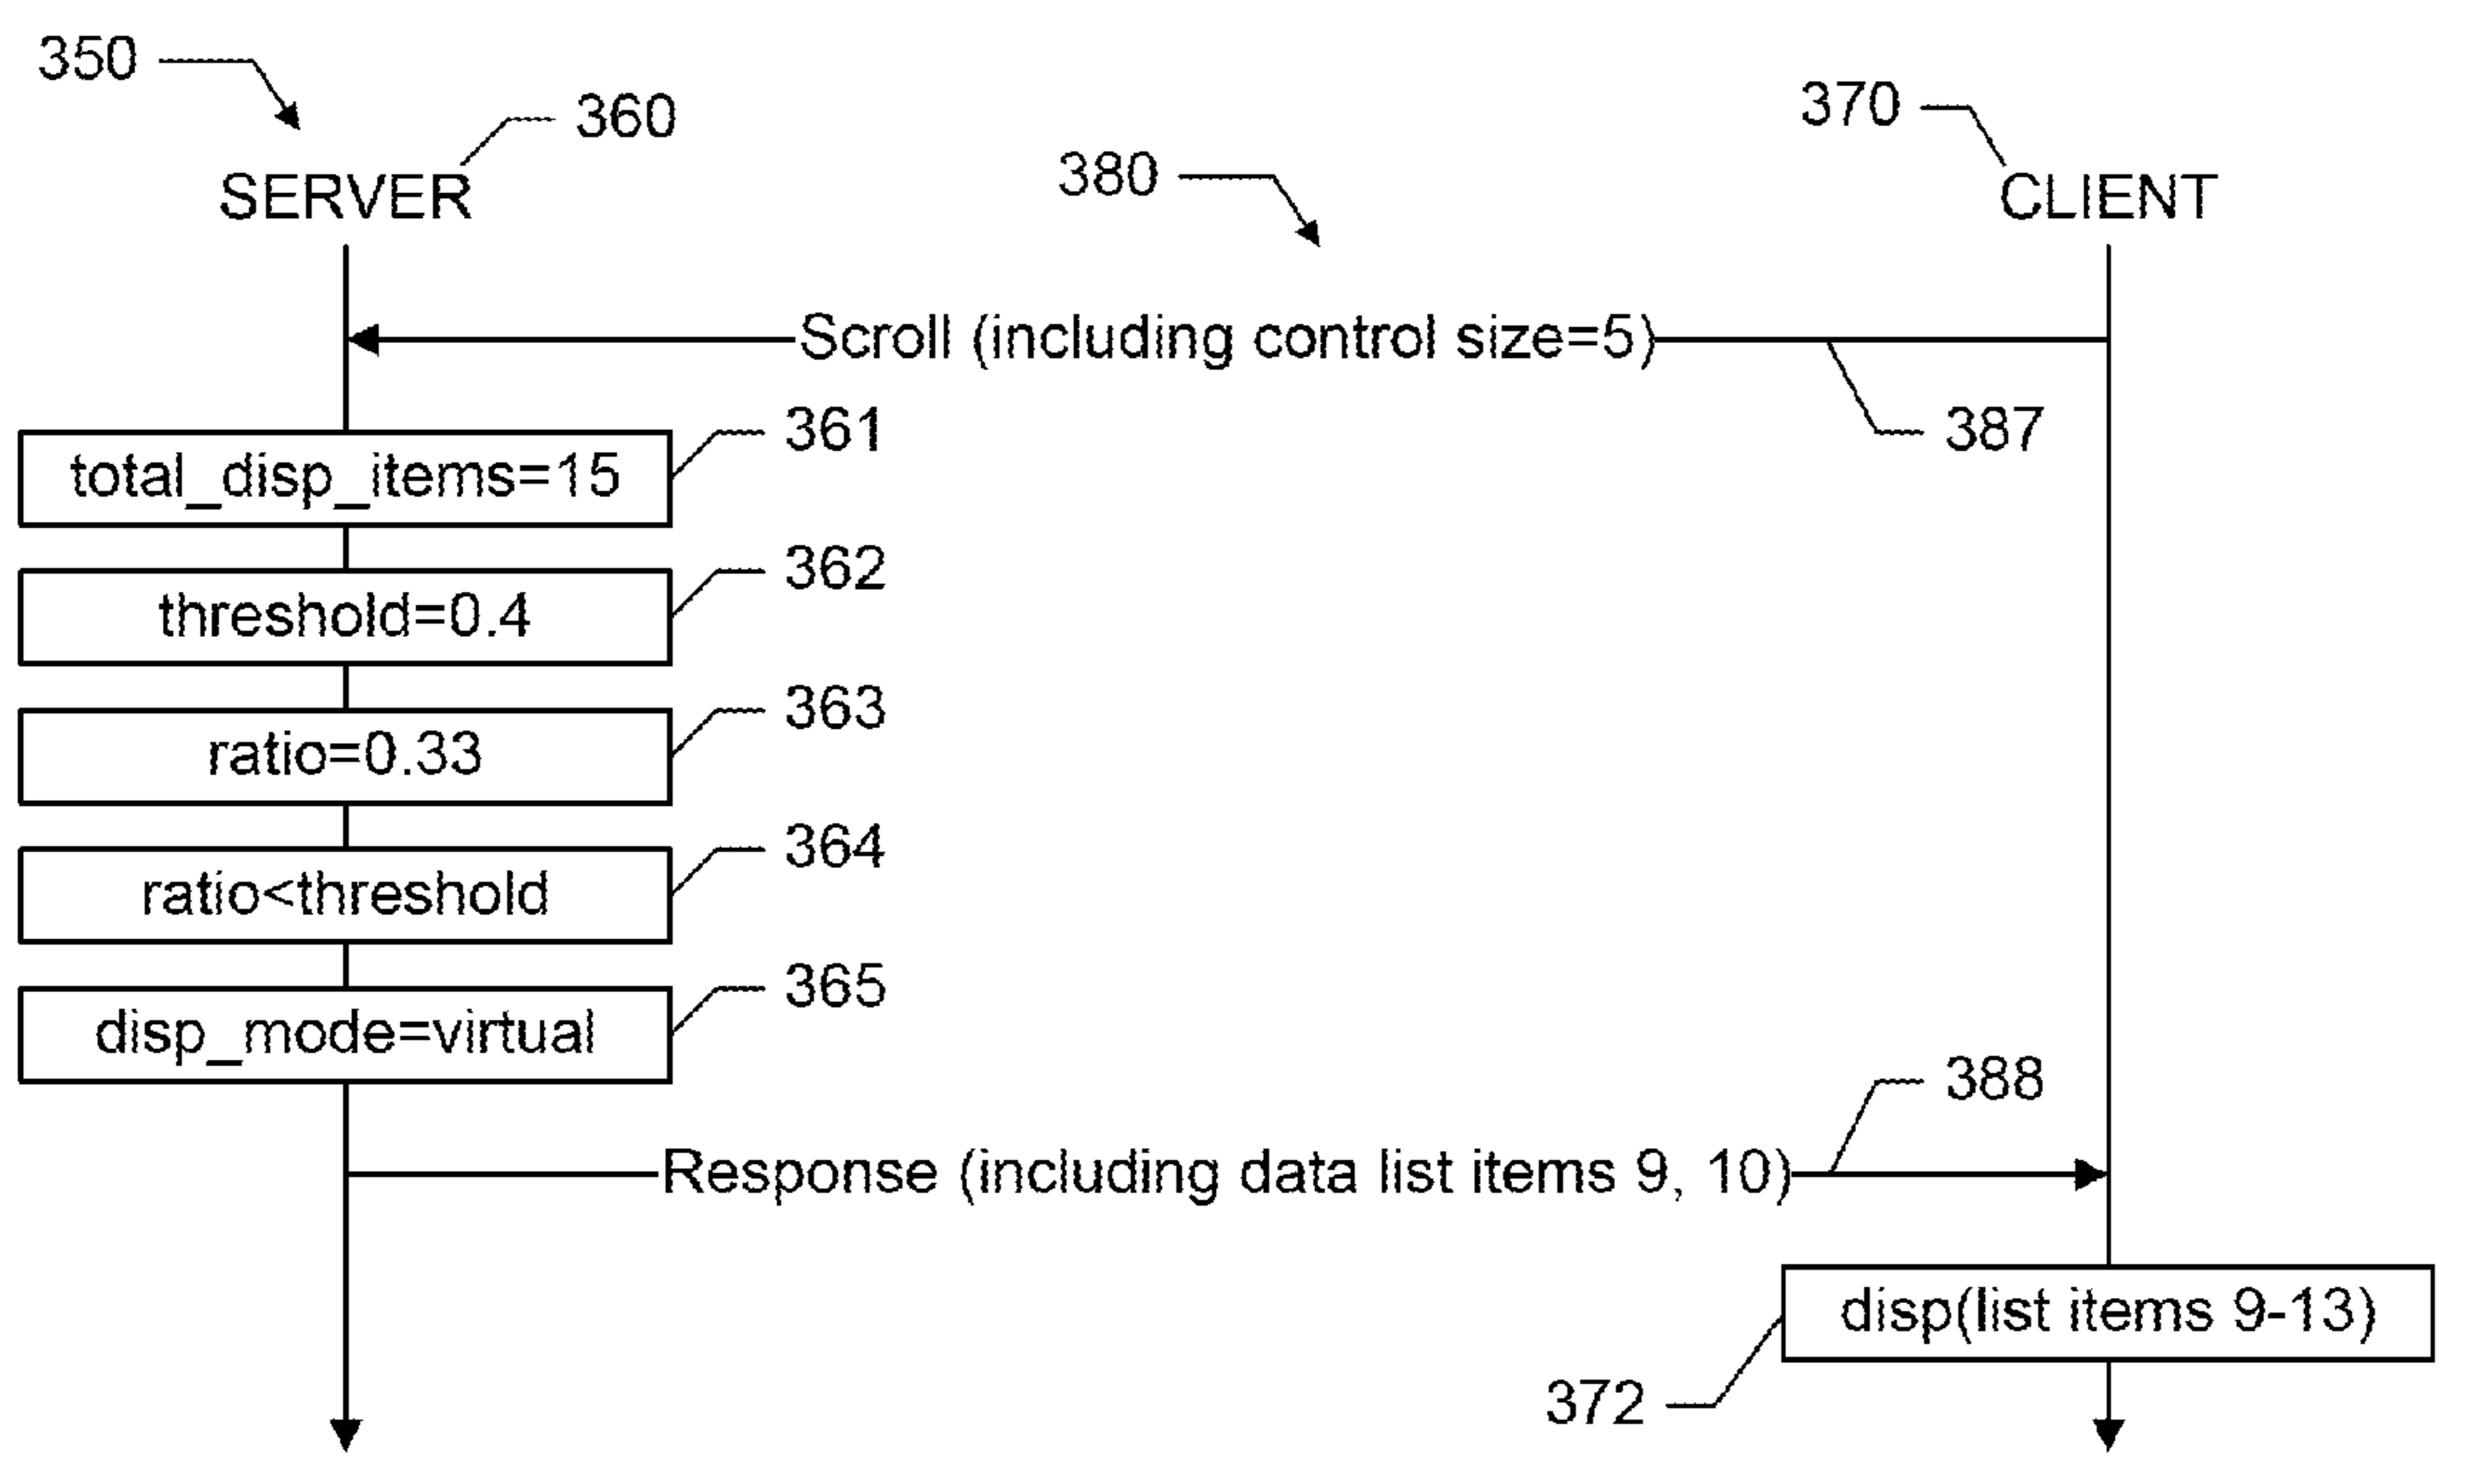 350
360
370
380
SERVER
CLIENT
Scroll (including control size=5)
387
361
total_disp_items=15
362
threshold=0.4
363
ratio=0.33
364
ratio<threshold
365
disp_mode=virtual
388
Response (including data list items 9, 10)
disp(list items 9-13)
372